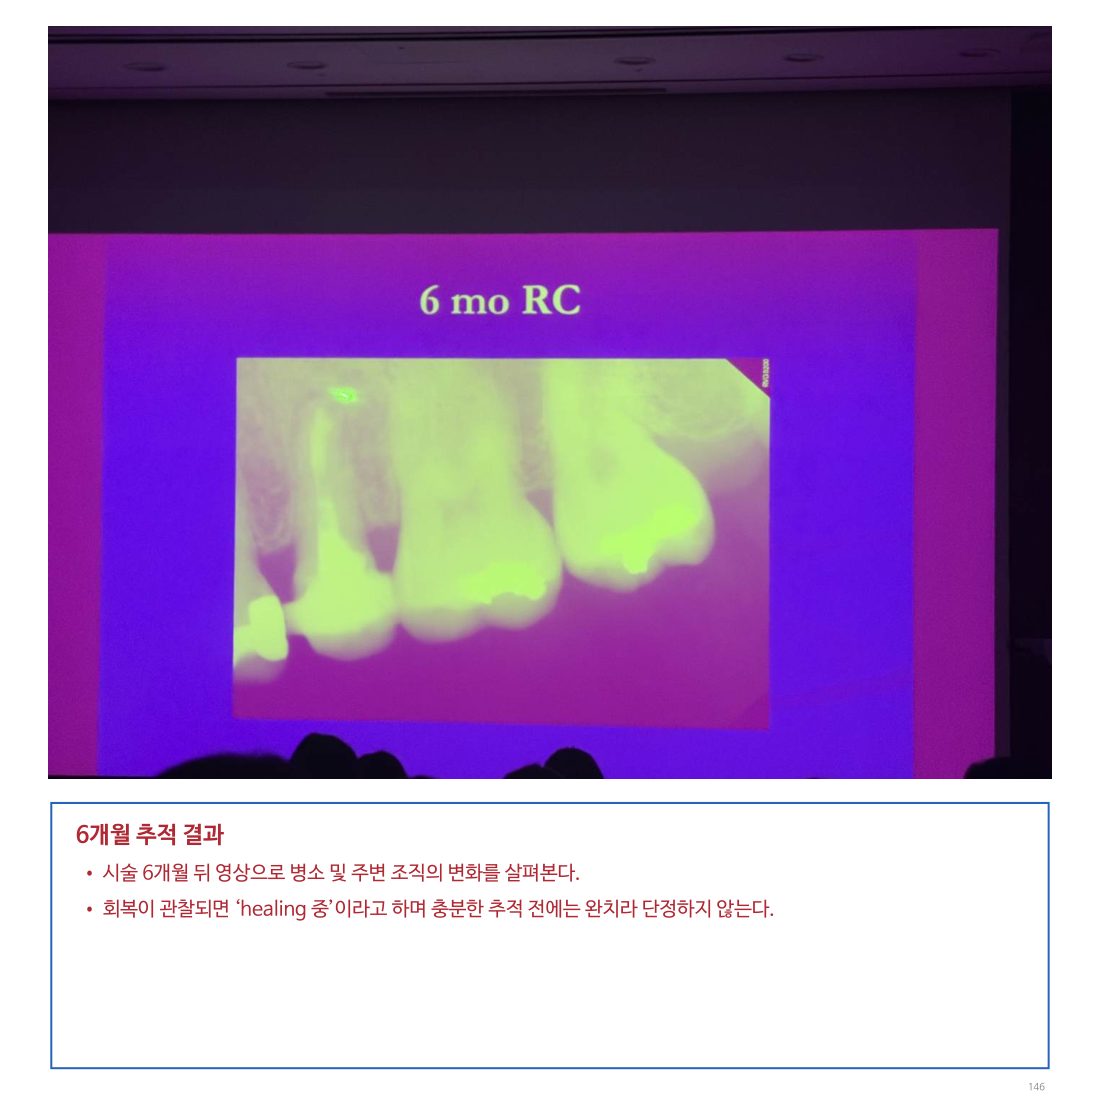 6 mo RC
RVG 5200
6개월 추적 결과
• 시술 6개월 뒤 영상으로 병소 및 주변 조직의 변화를 살펴본다.
• 회복이 관찰되면 ‘healing 중’이라고 하며 충분한 추적 전에는 완치라 단정하지 않는다.
146